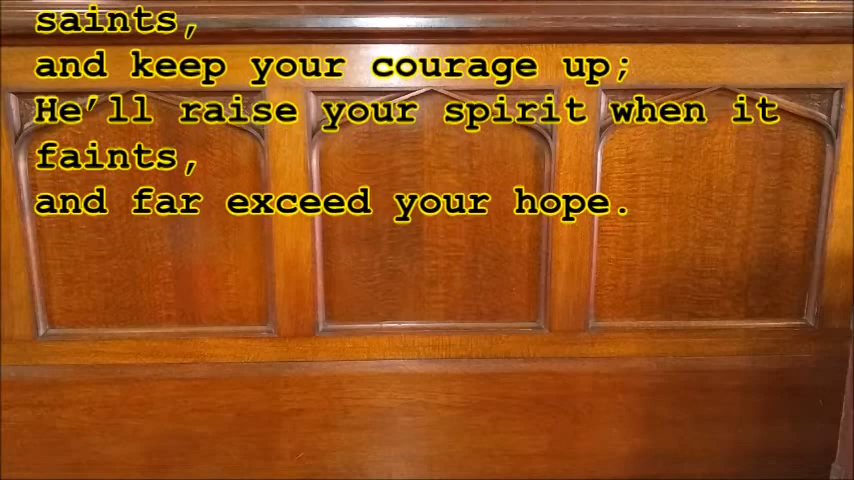 saints,
and keep your courage up;
He’ll raise your spirit when it
faints,
and far exceed your hope.